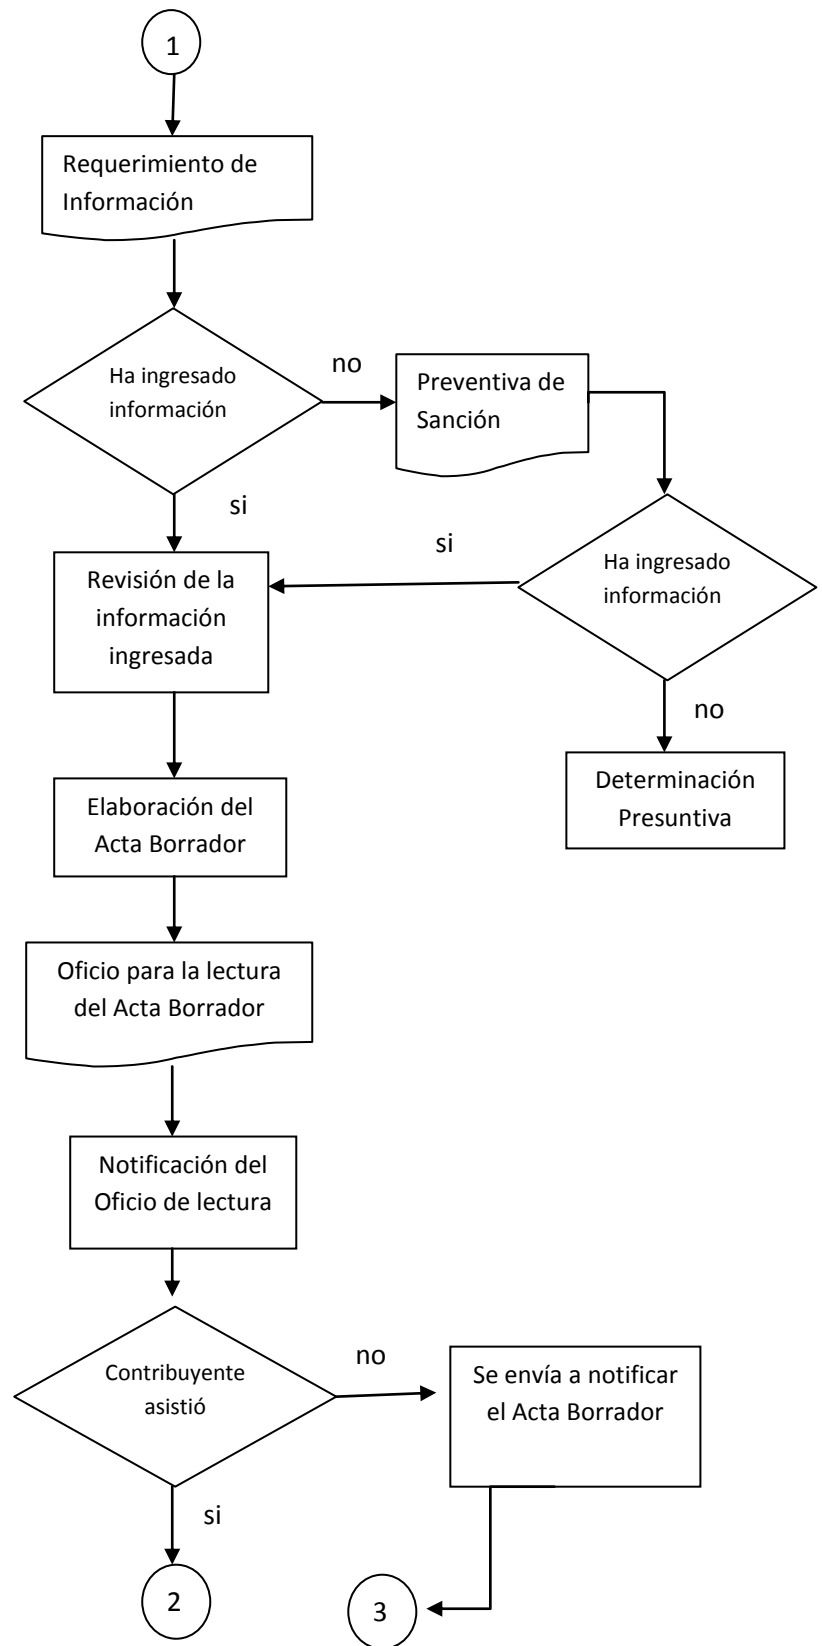 1
Requerimiento de
Información
Ha ingresado
información
no
Preventiva de
Sanción
si
si
Ha ingresado
información
Revisión de la
información
ingresada
no
Determinación
Presuntiva
Elaboración del
Acta Borrador
Oficio para la lectura
del Acta Borrador
Notificación del
Oficio de lectura
Contribuyente
asistió
no
Se envía a notificar
el Acta Borrador
si
2
3